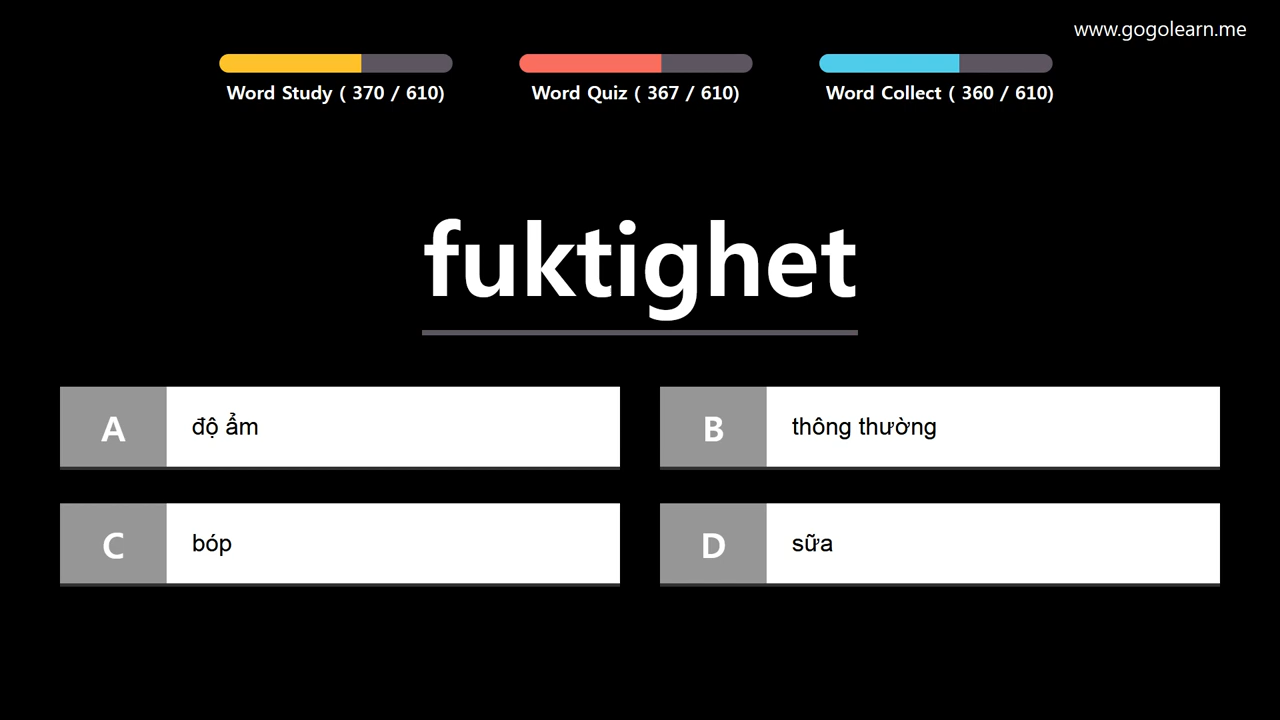 www.gogolearn.me
Word Study ( 370 / 610)
Word Quiz ( 367 / 610)
Word Collect ( 360 / 610)
fuktighet
A độ ẩm
B thông thường
C bóp
D sữa